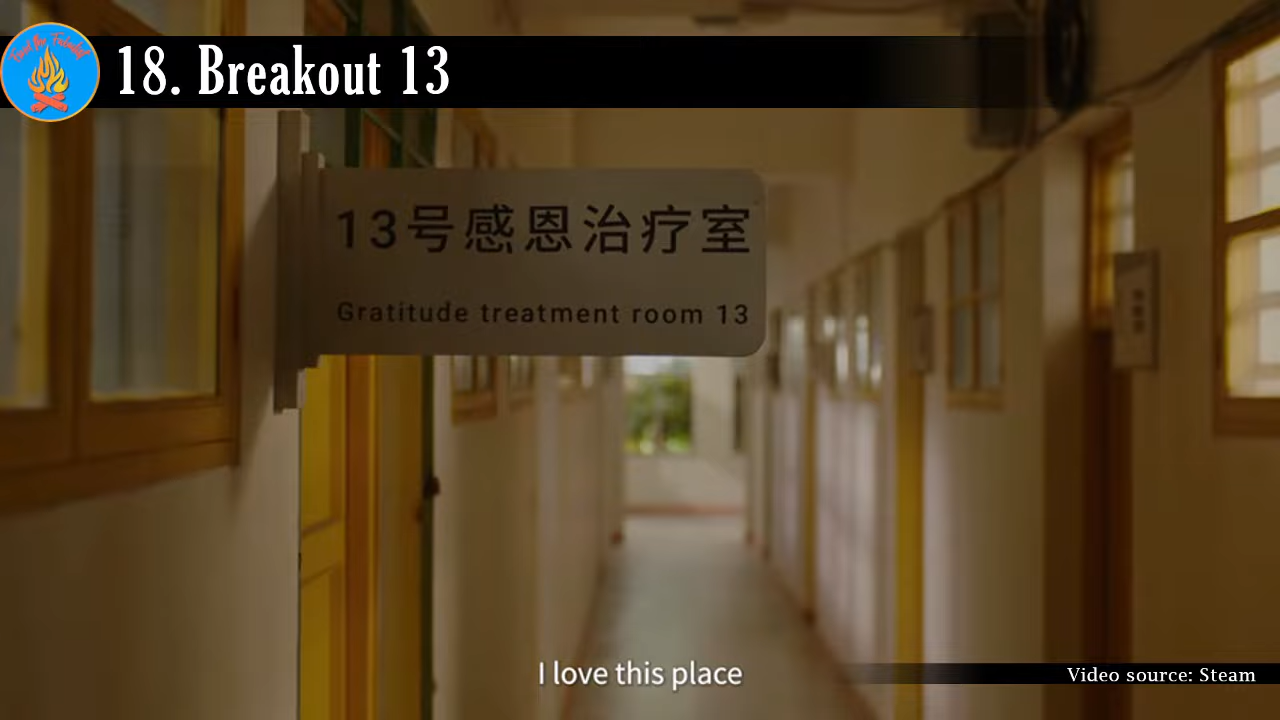 18. Breakout 13
13号感恩治疗室
Gratitude treatment room 13
I love this place
Video source: Steam